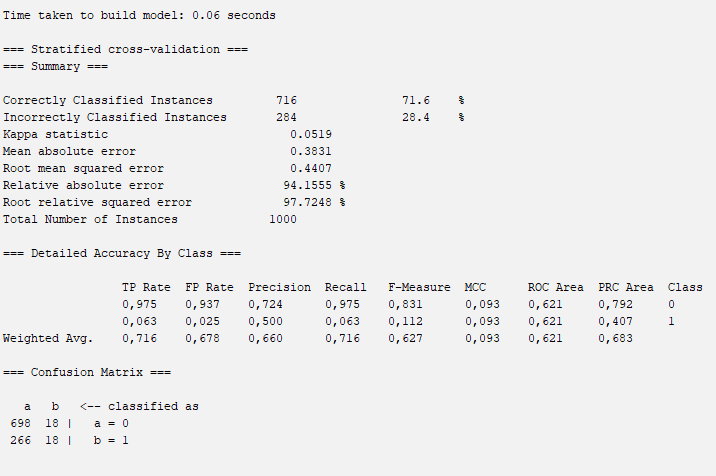 Time taken to build model: 0.06 seconds
=== Stratified cross-validation ===
=== Summary ===
Correctly Classified Instances 716 71.6 %
Incorrectly Classified Instances 284 28.4 %
Kappa statistic 0.0519
Mean absolute error 0.3831
Root mean squared error 0.4407
Relative absolute error 94.1555 %
Root relative squared error 97.7248 %
Total Number of Instances 1000
=== Detailed Accuracy By Class ===
TP Rate FP Rate Precision Recall F-Measure MCC ROC Area PRC Area Class
0,975 0,937 0,724 0,975 0,831 0,093 0,621 0,792 0
0,063 0,025 0,500 0,063 0,112 0,093 0,621 0,407 1
Weighted Avg. 0,716 0,678 0,660 0,716 0,627 0,093 0,621 0,683
=== Confusion Matrix ===
a b <-- classified as
698 18 | a = 0
266 18 | b = 1